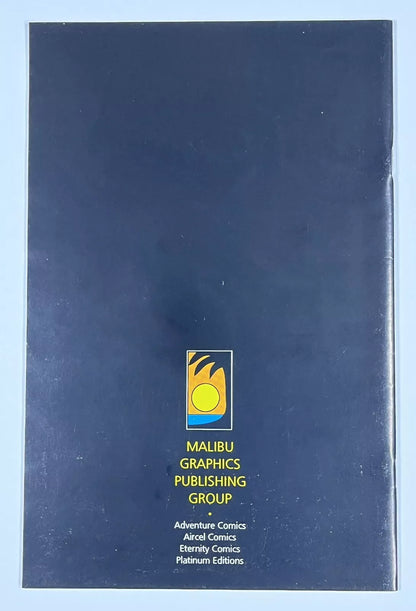 MALIBU
GRAPHICS
PUBLISHING
GROUP
•
Adventure Comics
Aircel Comics
Eternity Comics
Platinum Editions